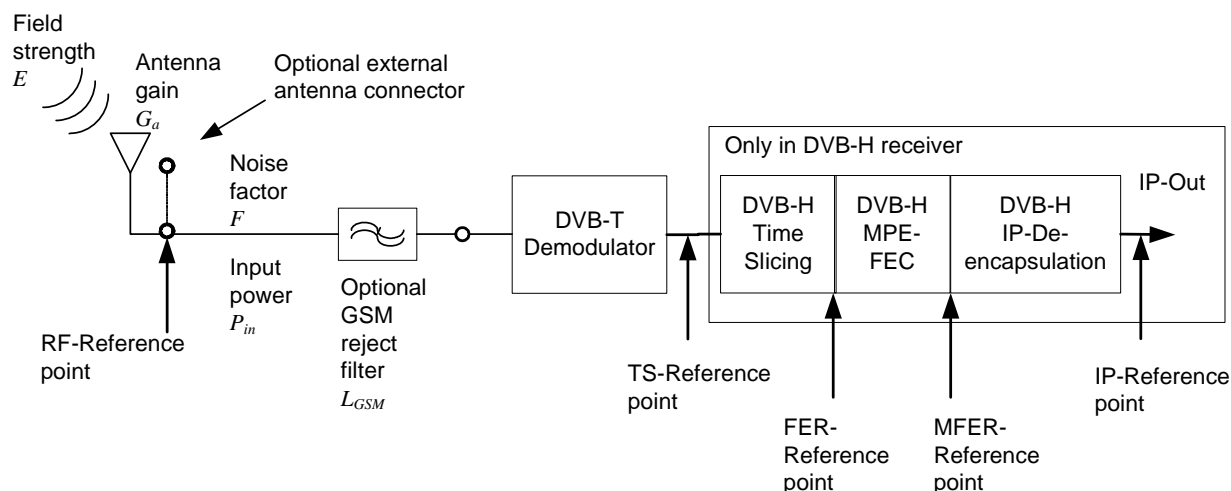 Field
strength
E
Antenna
gain
Ga
Optional external
antenna connector
Noise
factor
F
Input
power
Pin
RF-Reference
point
Optional
GSM
reject
filter
LGSM
DVB-T
Demodulator
TS-Reference
point
Only in DVB-H receiver
DVB-H
Time
Slicing
DVB-H
MPE-
FEC
DVB-H
IP-De-
encapsulation
IP-Out
FER-
Reference
point
MFER-
Reference
point
IP-Reference
point